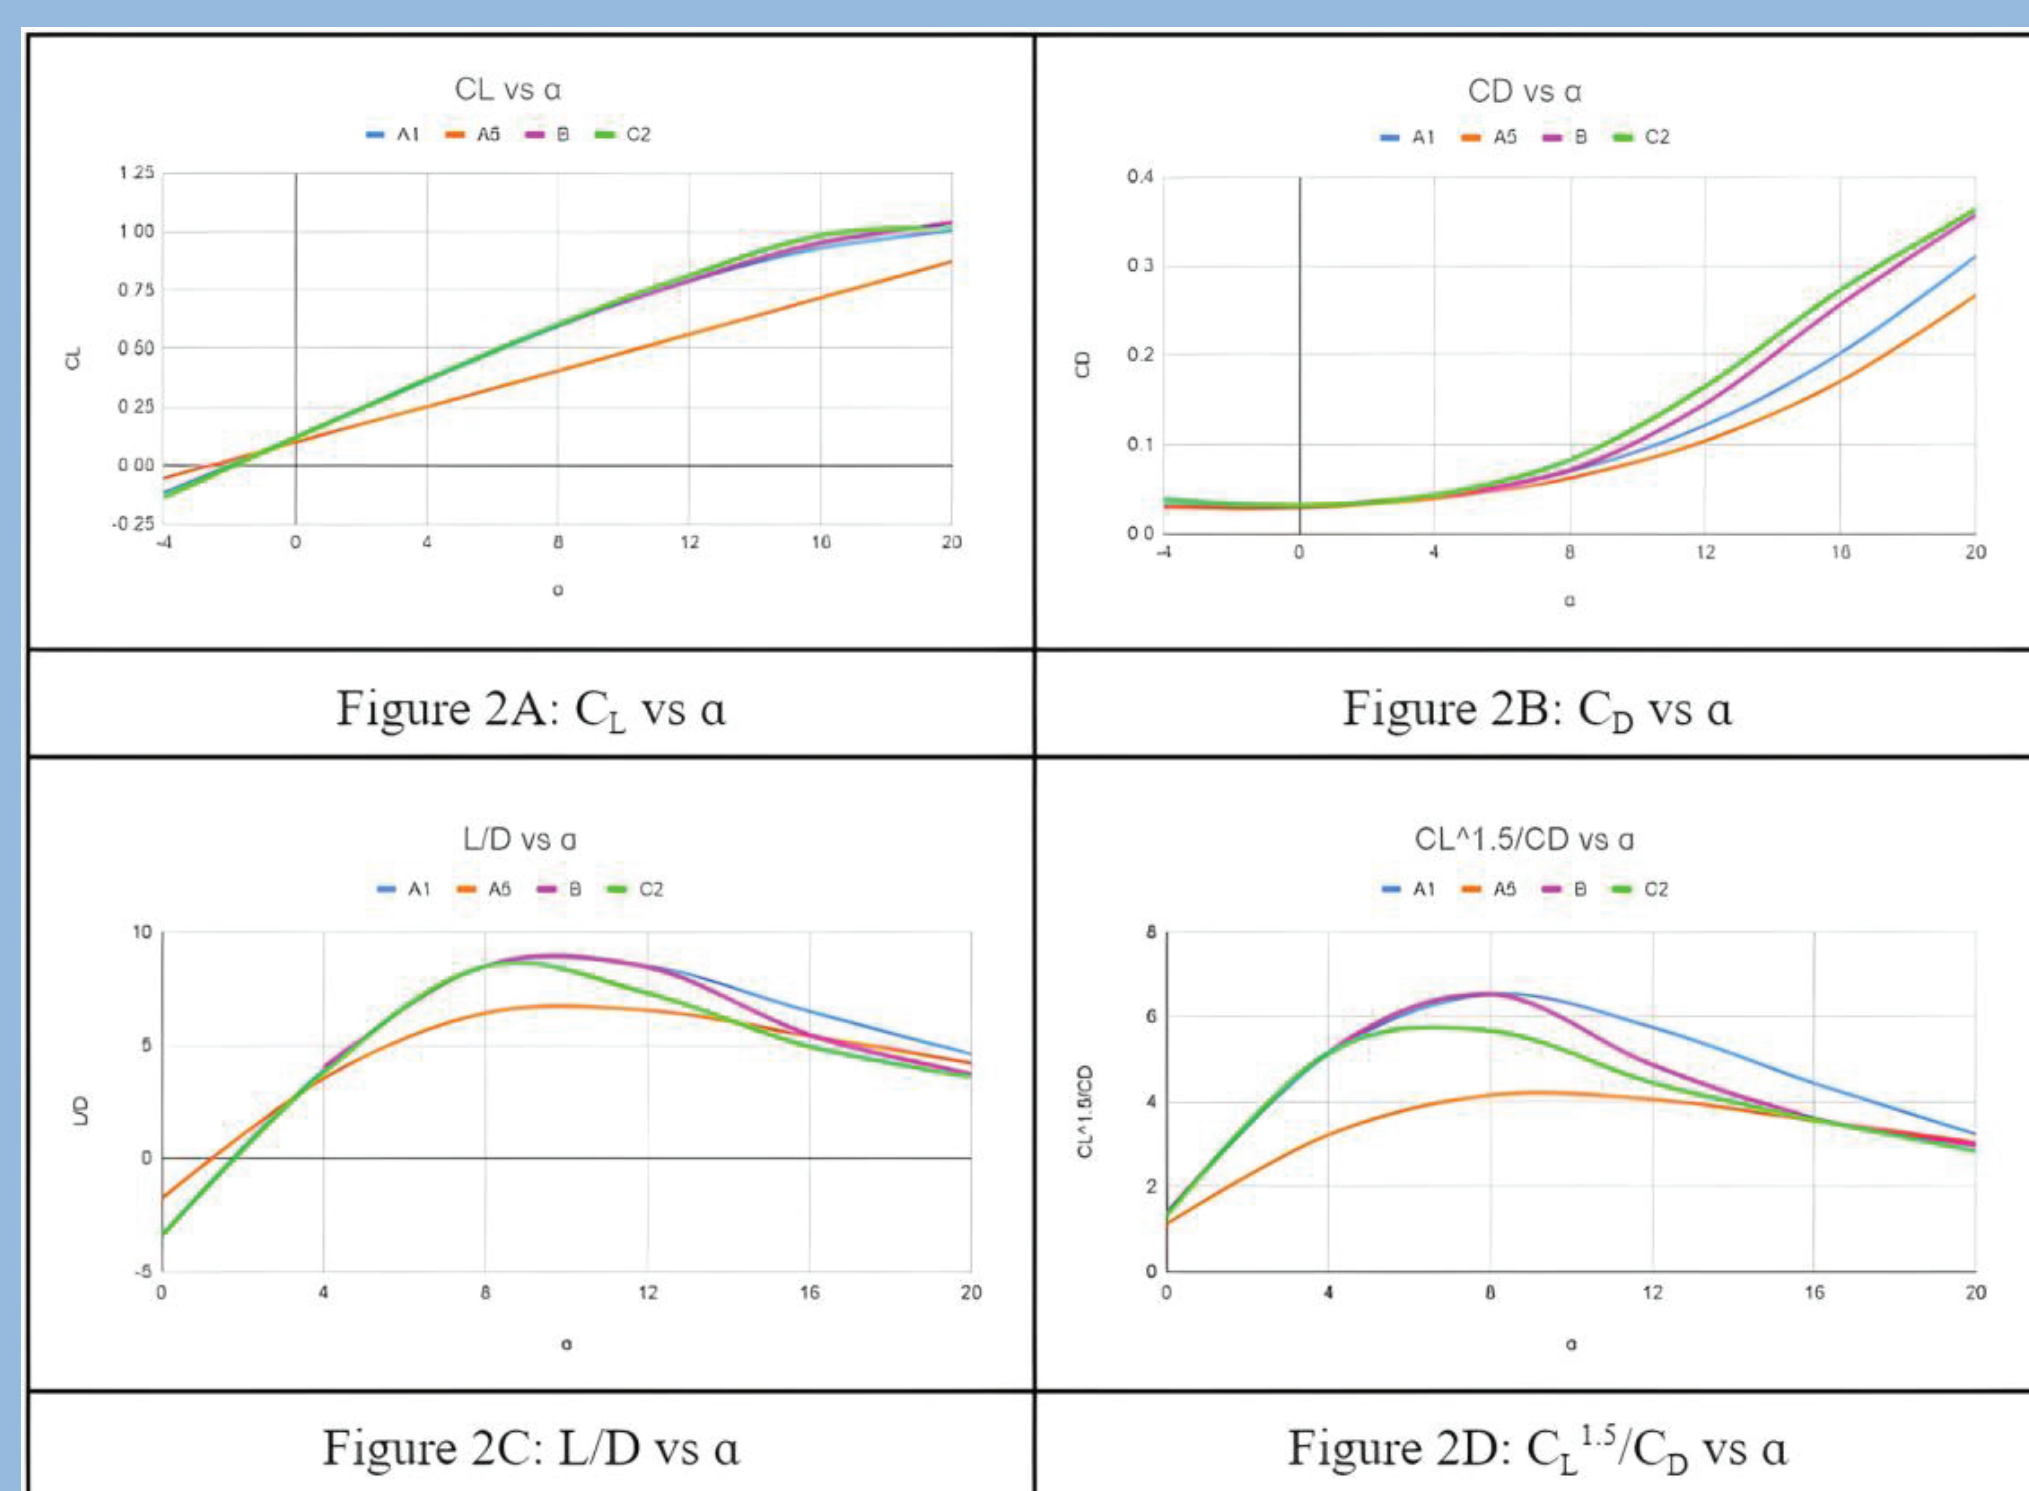 CL vs α
A1 A5 B C2
1.25
1.00
0.75
0.50
0.25
0.00
-0.25
CL
-4 0 4 8 12 16 20
α
CD vs α
A1 A5 B C2
0.4
0.3
0.2
0.1
0.0
CD
-4 0 4 8 12 16 20
α
Figure 2A: C_L vs α
Figure 2B: C_D vs α
L/D vs α
A1 A5 B C2
10
5
0
-5
L/D
0 4 8 12 16 20
α
CL^1.5/CD vs α
A1 A5 B C2
8
6
4
2
0
CL^1.5/CD
0 4 8 12 16 20
α
Figure 2C: L/D vs α
Figure 2D: C_L^1.5/C_D vs α